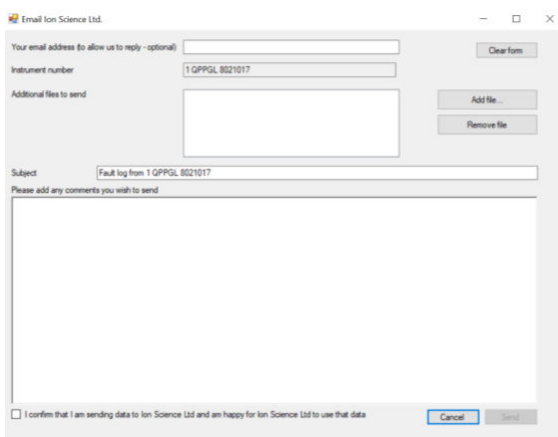 Email Ion Science Ltd.
Your email address (to allow us to reply - optional)
Clear form
Instrument number
1 QPPGL 8021017
Additional files to send
Add file...
Remove file
Subject
Fault log from 1 QPPGL 8021017
Please add any comments you wish to send
I confirm that I am sending data to Ion Science Ltd and am happy for Ion Science Ltd to use that data
Cancel
Send